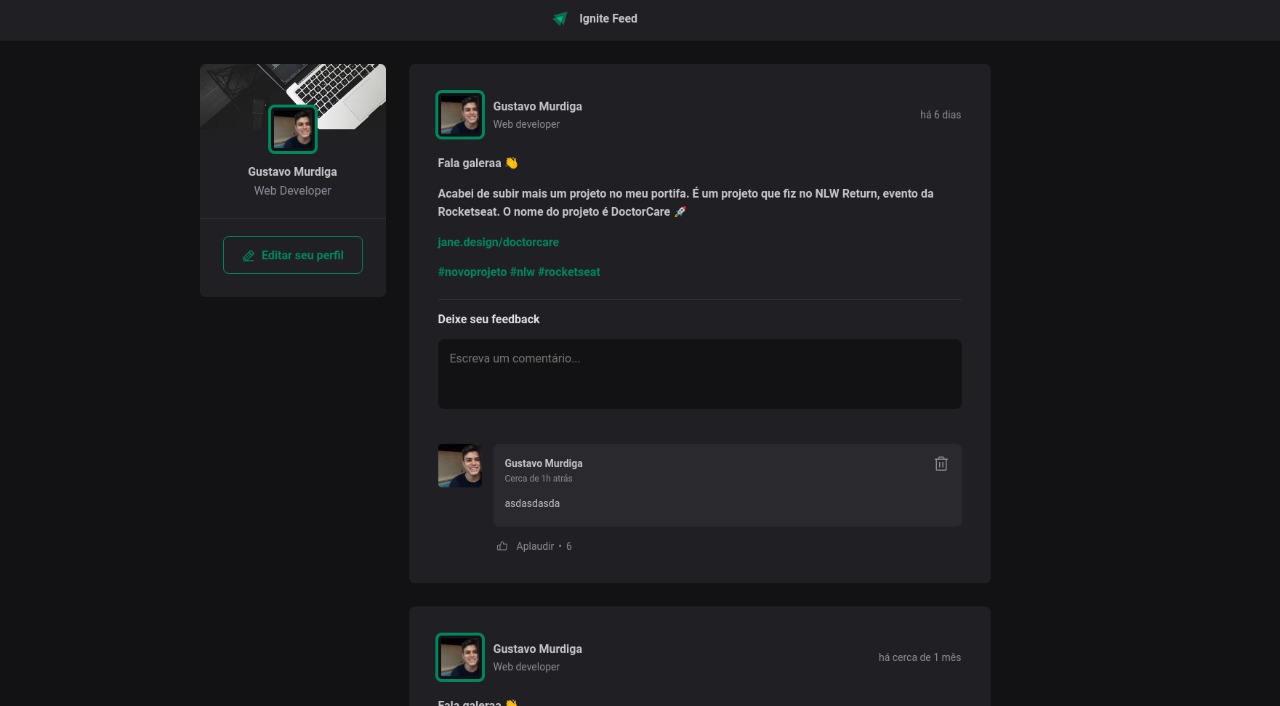 Ignite Feed
Gustavo Murdiga
Web Developer
Editar seu perfil
Gustavo Murdiga
Web developer
há 6 dias
Fala galeraa 👋
Acabei de subir mais um projeto no meu portifa. É um projeto que fiz no NLW Return, evento da
Rocketseat. O nome do projeto é DoctorCare 🚀
jane.design/doctorcare
#novoprojeto #nlw #rocketseat
Deixe seu feedback
Escreva um comentário...
Gustavo Murdiga
Cerca de 1h atrás
asdasdasda
Aplaudir • 6
Gustavo Murdiga
Web developer
há cerca de 1 mês
Fala galeraa 👋